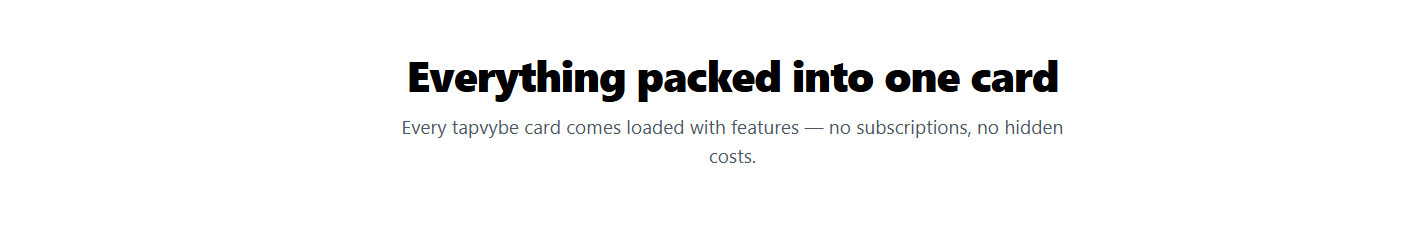 Everything packed into one card
Every tapvybe card comes loaded with features — no subscriptions, no hidden
costs.